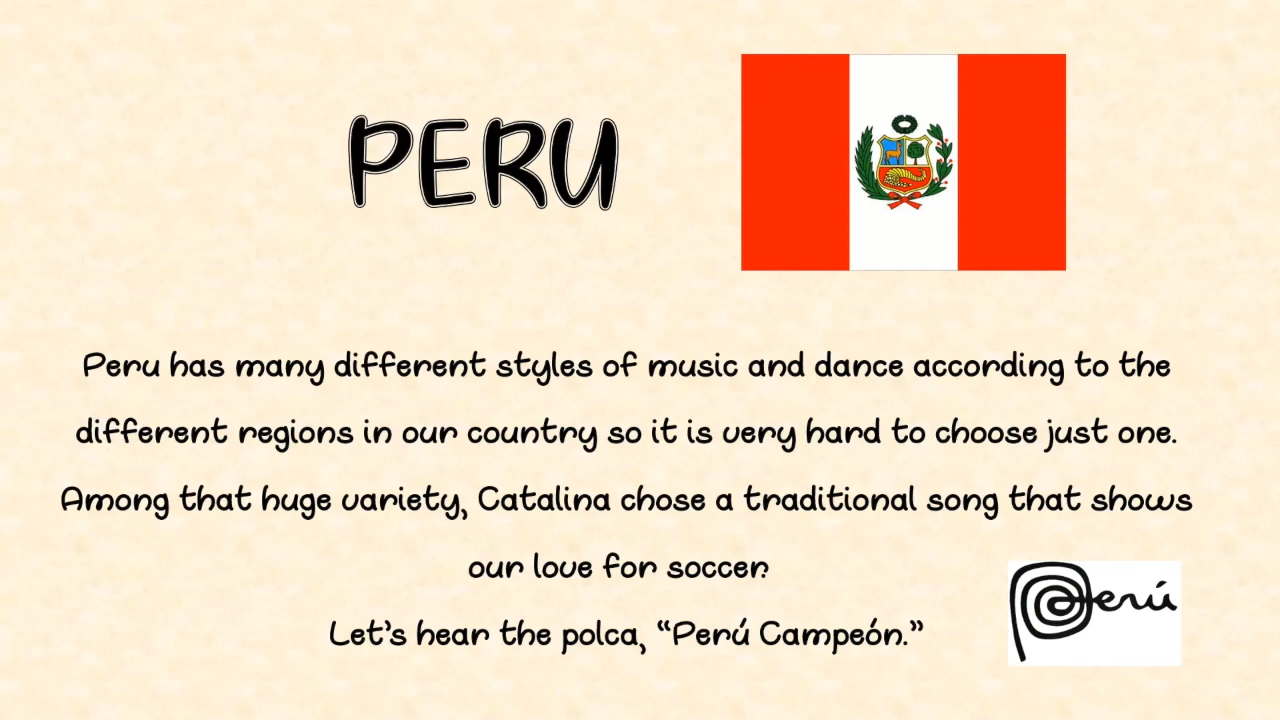 PERU
Peru has many different styles of music and dance according to the
different regions in our country so it is very hard to choose just one.
Among that huge variety, Catalina chose a traditional song that shows
our love for soccer.
Let's hear the polca, “Perú Campeón.”
Perú